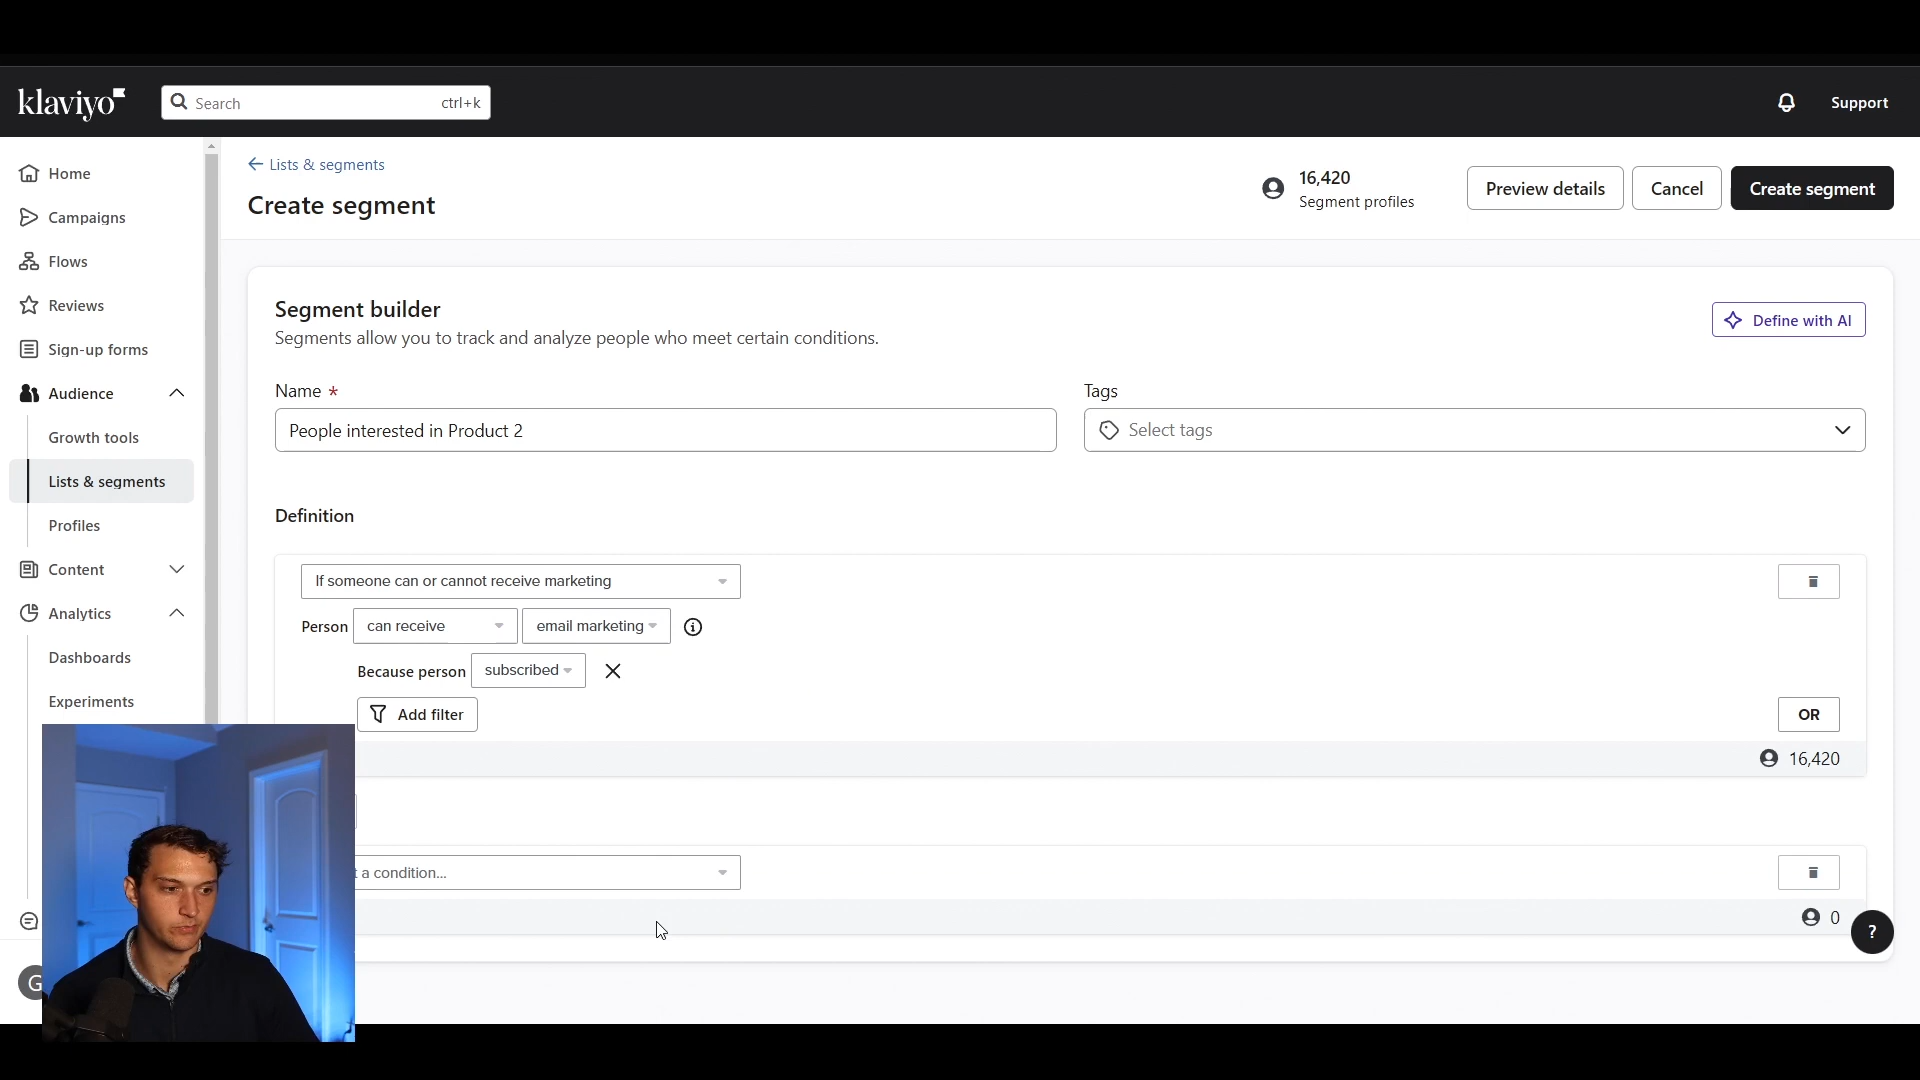 klaviyo
Search ctrl+k
Support
Home
Campaigns
Flows
Reviews
Sign-up forms
Audience
Growth tools
Lists & segments
Profiles
Content
Analytics
Dashboards
Experiments
G
Lists & segments
Create segment
16,420
Segment profiles
Preview details
Cancel
Create segment
Segment builder
Segments allow you to track and analyze people who meet certain conditions.
Define with AI
Name *
Tags
People interested in Product 2
Select tags
Definition
If someone can or cannot receive marketing
Person can receive email marketing
Because person subscribed
Add filter
OR
16,420
a condition...
0
?